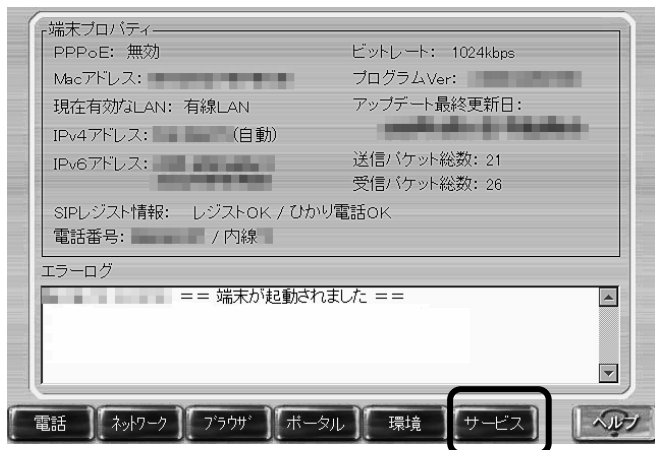 端末プロパティ
PPPoE: 無効
ビットレート: 1024kbps
Macアドレス:
プログラムVer:
現在有効なLAN: 有線LAN
アップデート最終更新日:
IPv4アドレス: (自動)
IPv6アドレス:
送信パケット総数: 21
受信パケット総数: 26
SIPレジスト情報: レジストOK / ひかり電話OK
電話番号: / 内線
エラーログ
== 端末が起動されました ==
電話 ネットワーク ブラウザ ポータル 環境 サービス ヘルプ